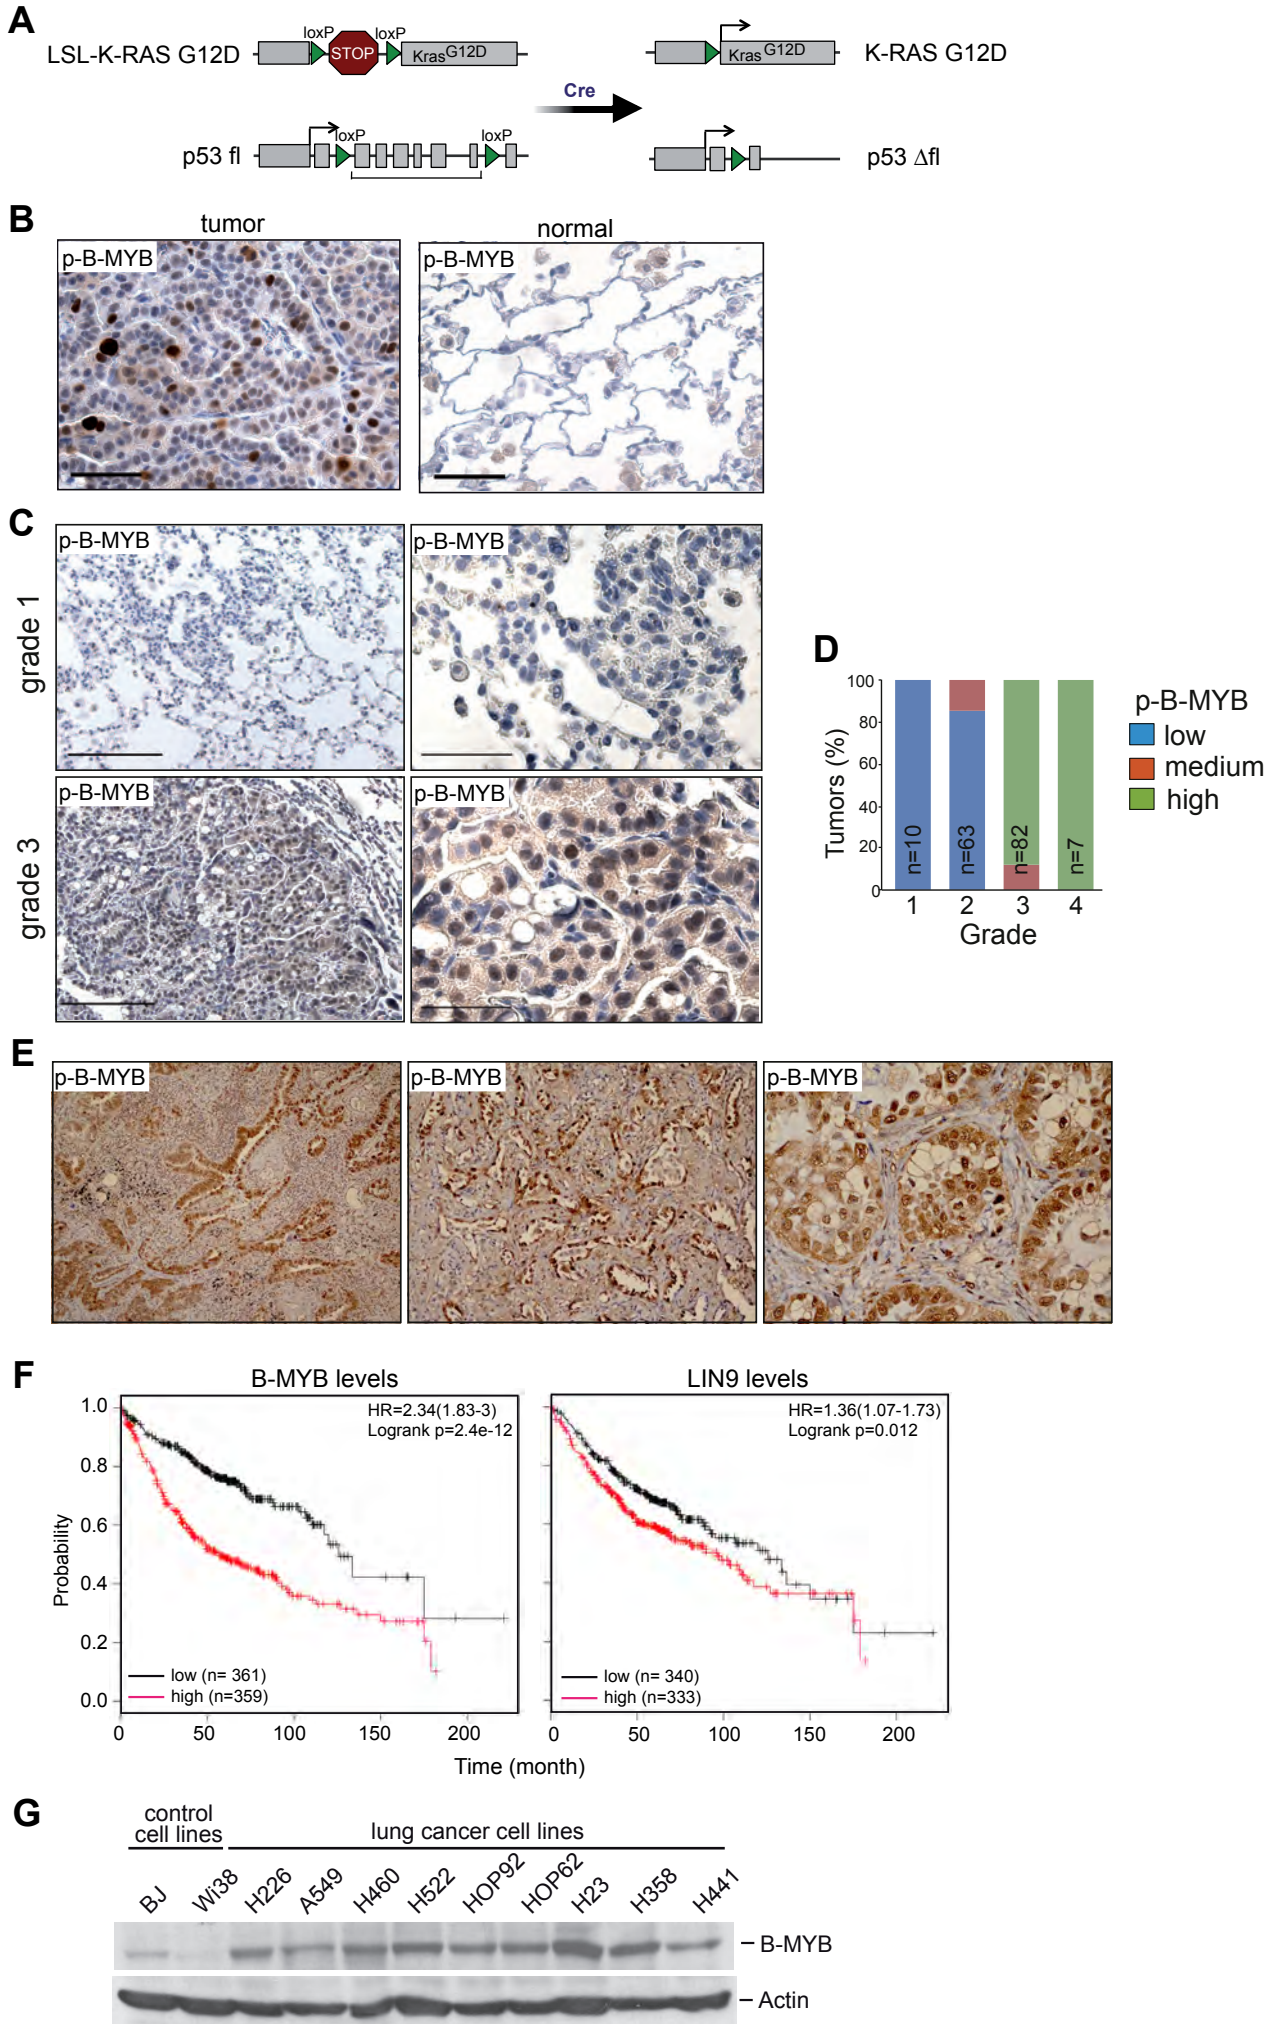 A
loxP
loxP
LSL-K-RAS G12D
STOP
Kras G12D
Kras G12D
K-RAS G12D
Cre
loxP
loxP
p53 fl
p53 Δfl
B
tumor
normal
p-B-MYB
p-B-MYB
C
grade 1
p-B-MYB
p-B-MYB
grade 3
p-B-MYB
p-B-MYB
D
100
80
60
40
20
0
Tumors (%)
n=10
n=63
n=82
n=7
1
2
3
4
Grade
p-B-MYB
low
medium
high
E
p-B-MYB
p-B-MYB
p-B-MYB
F
B-MYB levels
HR=2.34(1.83-3)
Logrank p=2.4e-12
1.0
0.8
0.6
0.4
0.2
0.0
Probability
low (n= 361)
high (n=359)
0
50
100
150
200
LIN9 levels
HR=1.36(1.07-1.73)
Logrank p=0.012
low (n= 340)
high (n=333)
0
50
100
150
200
Time (month)
G
control
cell lines
lung cancer cell lines
BJ
Wi38
H226
A549
H460
H522
HOP92
HOP62
H23
H358
H441
B-MYB
Actin